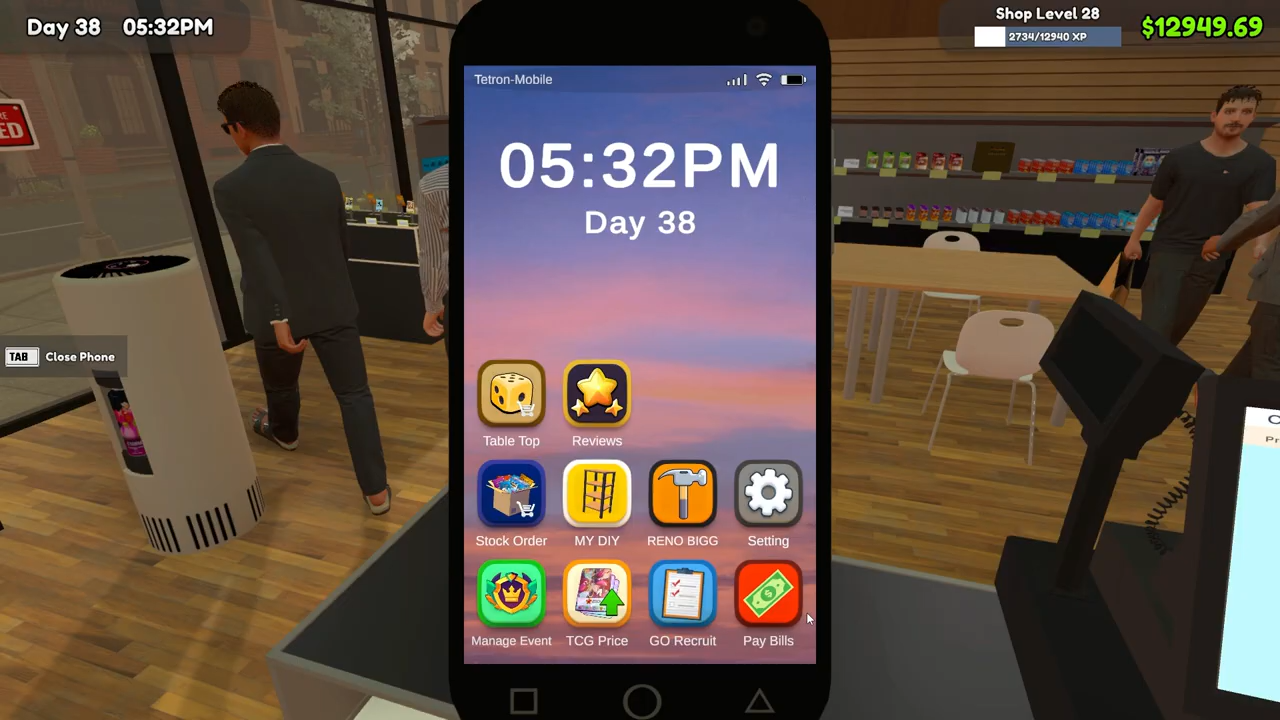 Day 38 05:32PM
Shop Level 28
2734/12940 XP
$12949.69
Tetron-Mobile
05:32PM
Day 38
TAB Close Phone
Table Top
Reviews
Stock Order
MY DIY
RENO BIGG
Setting
Manage Event
TCG Price
GO Recruit
Pay Bills